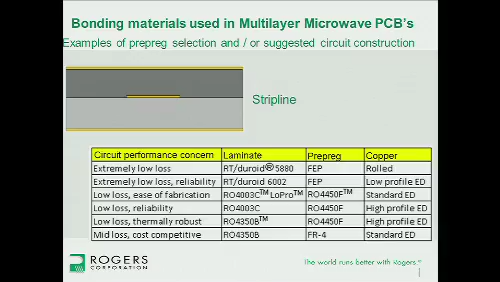 Bonding materials used in Multilayer Microwave PCB's
Examples of prepreg selection and / or suggested circuit construction
Stripline
Circuit performance concern Laminate Prepreg Copper
Extremely low loss RT/duroid® 5880 FEP Rolled
Extremely low loss, reliability RT/duroid 6002 FEP Low profile ED
Low loss, ease of fabrication RO4003C™ LoPro™ RO4450F™ Standard ED
Low loss, reliability RO4003C RO4450F High profile ED
Low loss, thermally robust RO4350B™ RO4450F High profile ED
Mid loss, cost competitive RO4350B FR-4 Standard ED
ROGERS
CORPORATION
The world runs better with Rogers.®